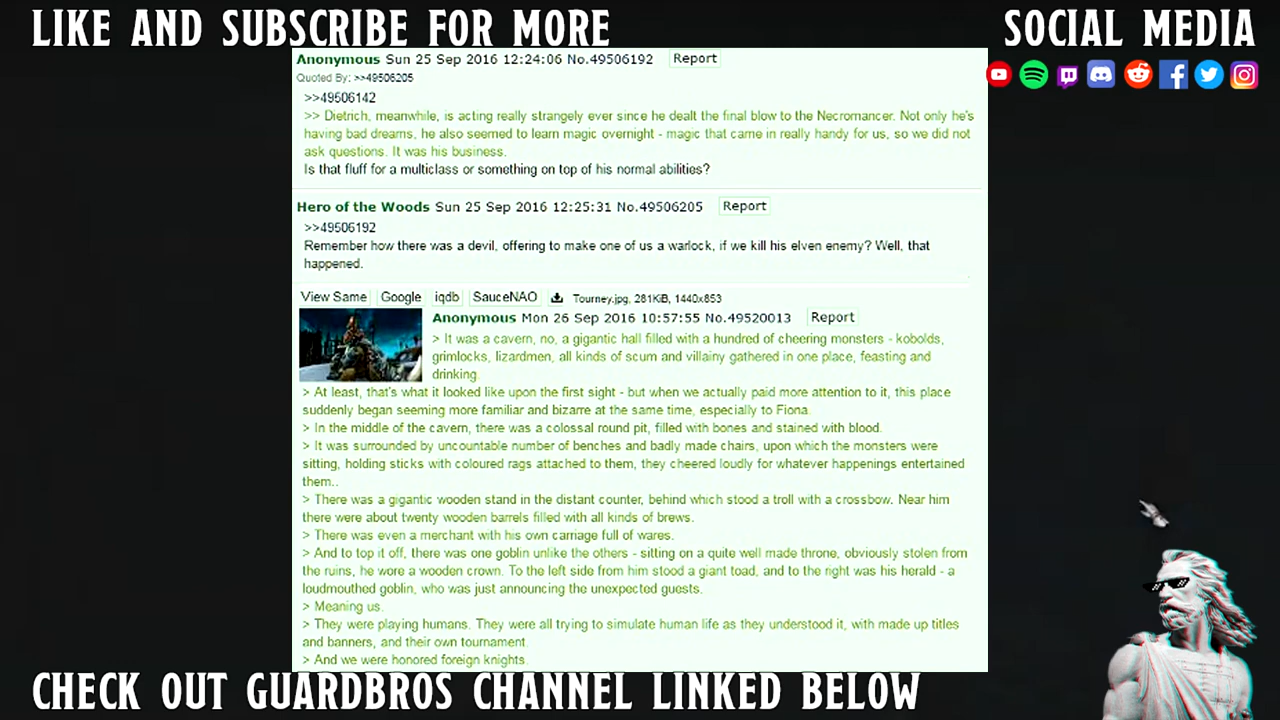 LIKE AND SUBSCRIBE FOR MORE
SOCIAL MEDIA
Anonymous Sun 25 Sep 2016 12:24:06 No.49506192 Report
Quoted By: >>49506205
>>49506142
>> Dietrich, meanwhile, is acting really strangely ever since he dealt the final blow to the Necromancer. Not only he's
having bad dreams, he also seemed to learn magic overnight - magic that came in really handy for us, so we did not
ask questions. It was his business.
Is that fluff for a multiclass or something on top of his normal abilities?
Hero of the Woods Sun 25 Sep 2016 12:25:31 No.49506205 Report
>>49506192
Remember how there was a devil, offering to make one of us a warlock, if we kill his elven enemy? Well, that
happened.
View Same Google iqdb SauceNAO Tourney.jpg, 281KiB, 1440x853
Anonymous Mon 26 Sep 2016 10:57:55 No.49520013 Report
> It was a cavern, no, a gigantic hall filled with a hundred of cheering monsters - kobolds,
grimlocks, lizardmen, all kinds of scum and villainy gathered in one place, feasting and
drinking.
> At least, that's what it looked like upon the first sight - but when we actually paid more attention to it, this place
suddenly began seeming more familiar and bizarre at the same time, especially to Fiona.
> In the middle of the cavern, there was a colossal round pit, filled with bones and stained with blood.
> It was surrounded by uncountable number of benches and badly made chairs, upon which the monsters were
sitting, holding sticks with coloured rags attached to them, they cheered loudly for whatever happenings entertained
them..
> There was a gigantic wooden stand in the distant counter, behind which stood a troll with a crossbow. Near him
there were about twenty wooden barrels filled with all kinds of brews.
> There was even a merchant with his own carriage full of wares.
> And to top it off, there was one goblin unlike the others - sitting on a quite well made throne, obviously stolen from
the ruins, he wore a wooden crown. To the left side from him stood a giant toad, and to the right was his herald - a
loudmouthed goblin, who was just announcing the unexpected guests.
> Meaning us.
> They were playing humans. They were all trying to simulate human life as they understood it, with made up titles
and banners, and their own tournament.
> And we were honored foreign knights.
CHECK OUT GUARDBROS CHANNEL LINKED BELOW